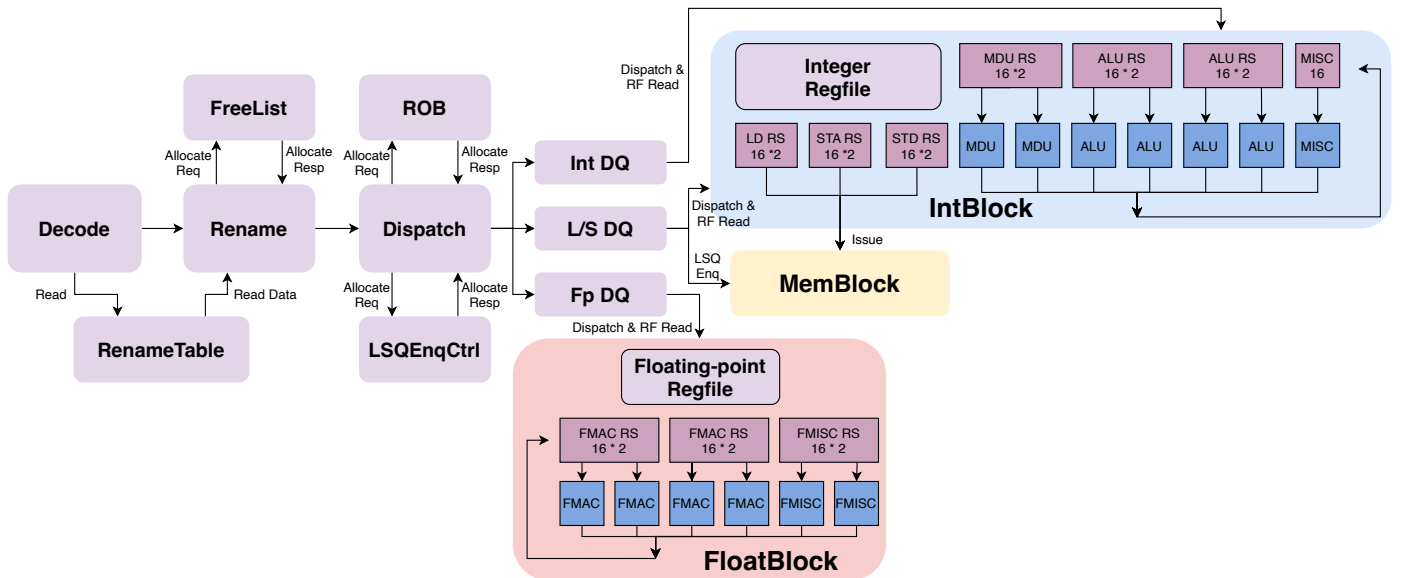 Decode
Read
RenameTable
Read Data
FreeList
Allocate
Req
Allocate
Resp
Rename
ROB
Allocate
Req
Allocate
Resp
Dispatch
Allocate
Req
Allocate
Resp
LSQEnqCtrl
Int DQ
L/S DQ
Fp DQ
Dispatch &
RF Read
Dispatch &
RF Read
LSQ
Enq
Dispatch & RF Read
Integer
Regfile
MDU RS
16 *2
ALU RS
16 * 2
ALU RS
16 * 2
MISC
16
LD RS
16 *2
STA RS
16 *2
STD RS
16 *2
MDU
MDU
ALU
ALU
ALU
ALU
MISC
IntBlock
Issue
MemBlock
Floating-point
Regfile
FMAC RS
16 * 2
FMAC RS
16 * 2
FMISC RS
16 * 2
FMAC
FMAC
FMAC
FMAC
FMISC
FMISC
FloatBlock